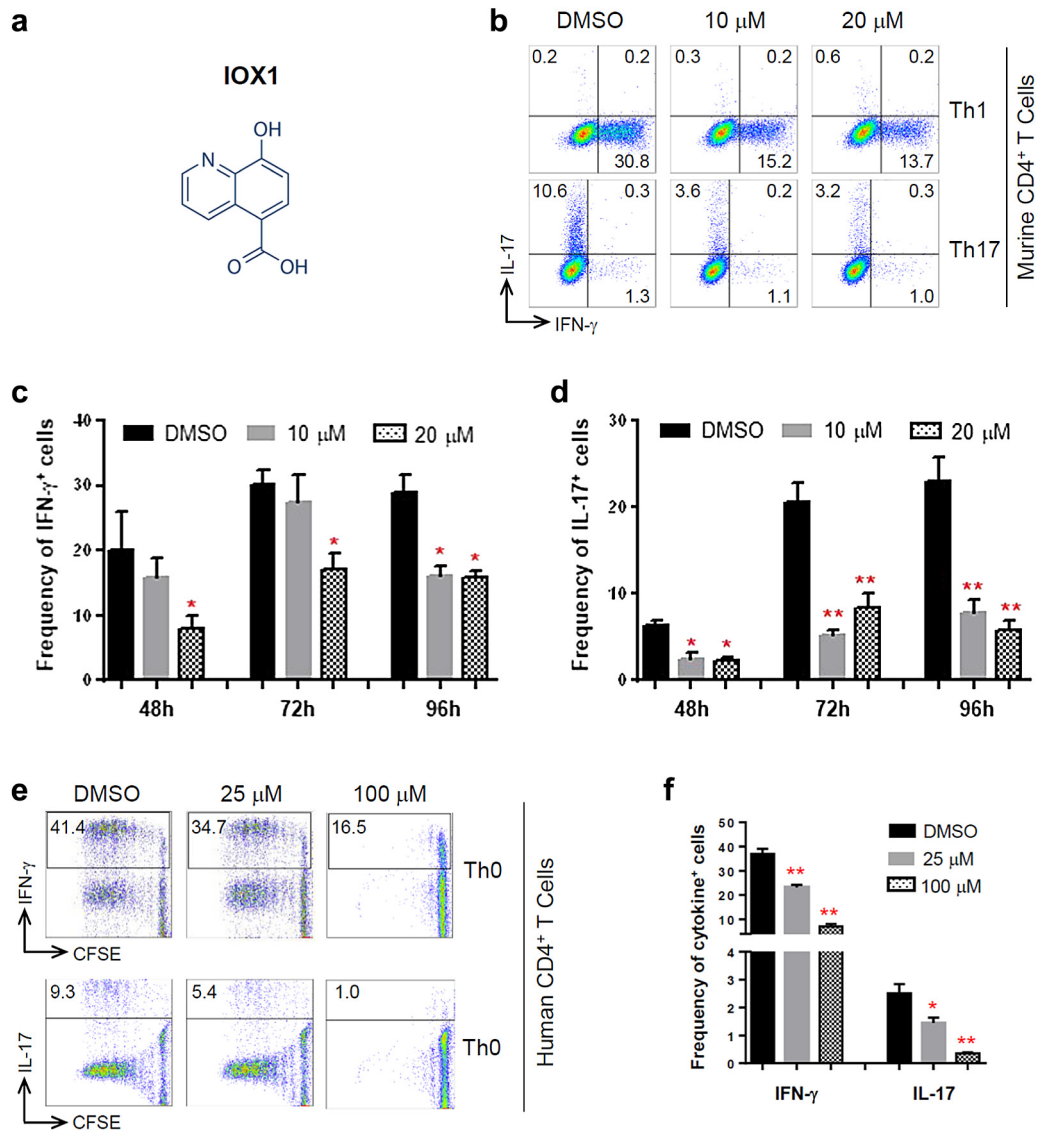 a
IOX1
OH
N
O
OH
b
DMSO 10 μM 20 μM
0.2 0.2 0.3 0.2 0.6 0.2
Th1
30.8 15.2 13.7
10.6 0.3 3.6 0.2 3.2 0.3
Th17
1.3 1.1 1.0
IL-17
IFN-γ
Murine CD4⁺ T Cells
c
Frequency of IFN-γ⁺ cells
DMSO 10 μM 20 μM
40
30
20
10
0
* * * *
48h 72h 96h
d
Frequency of IL-17⁺ cells
DMSO 10 μM 20 μM
30
20
10
0
* * ** ** ** **
48h 72h 96h
e
DMSO 25 μM 100 μM
41.4 34.7 16.5
Th0
IFN-γ
CFSE
9.3 5.4 1.0
Th0
IL-17
CFSE
Human CD4⁺ T Cells
f
Frequency of cytokine⁺ cells
DMSO
25 μM
100 μM
50
40
30
20
10
4
3
2
1
0
** ** * **
IFN-γ IL-17